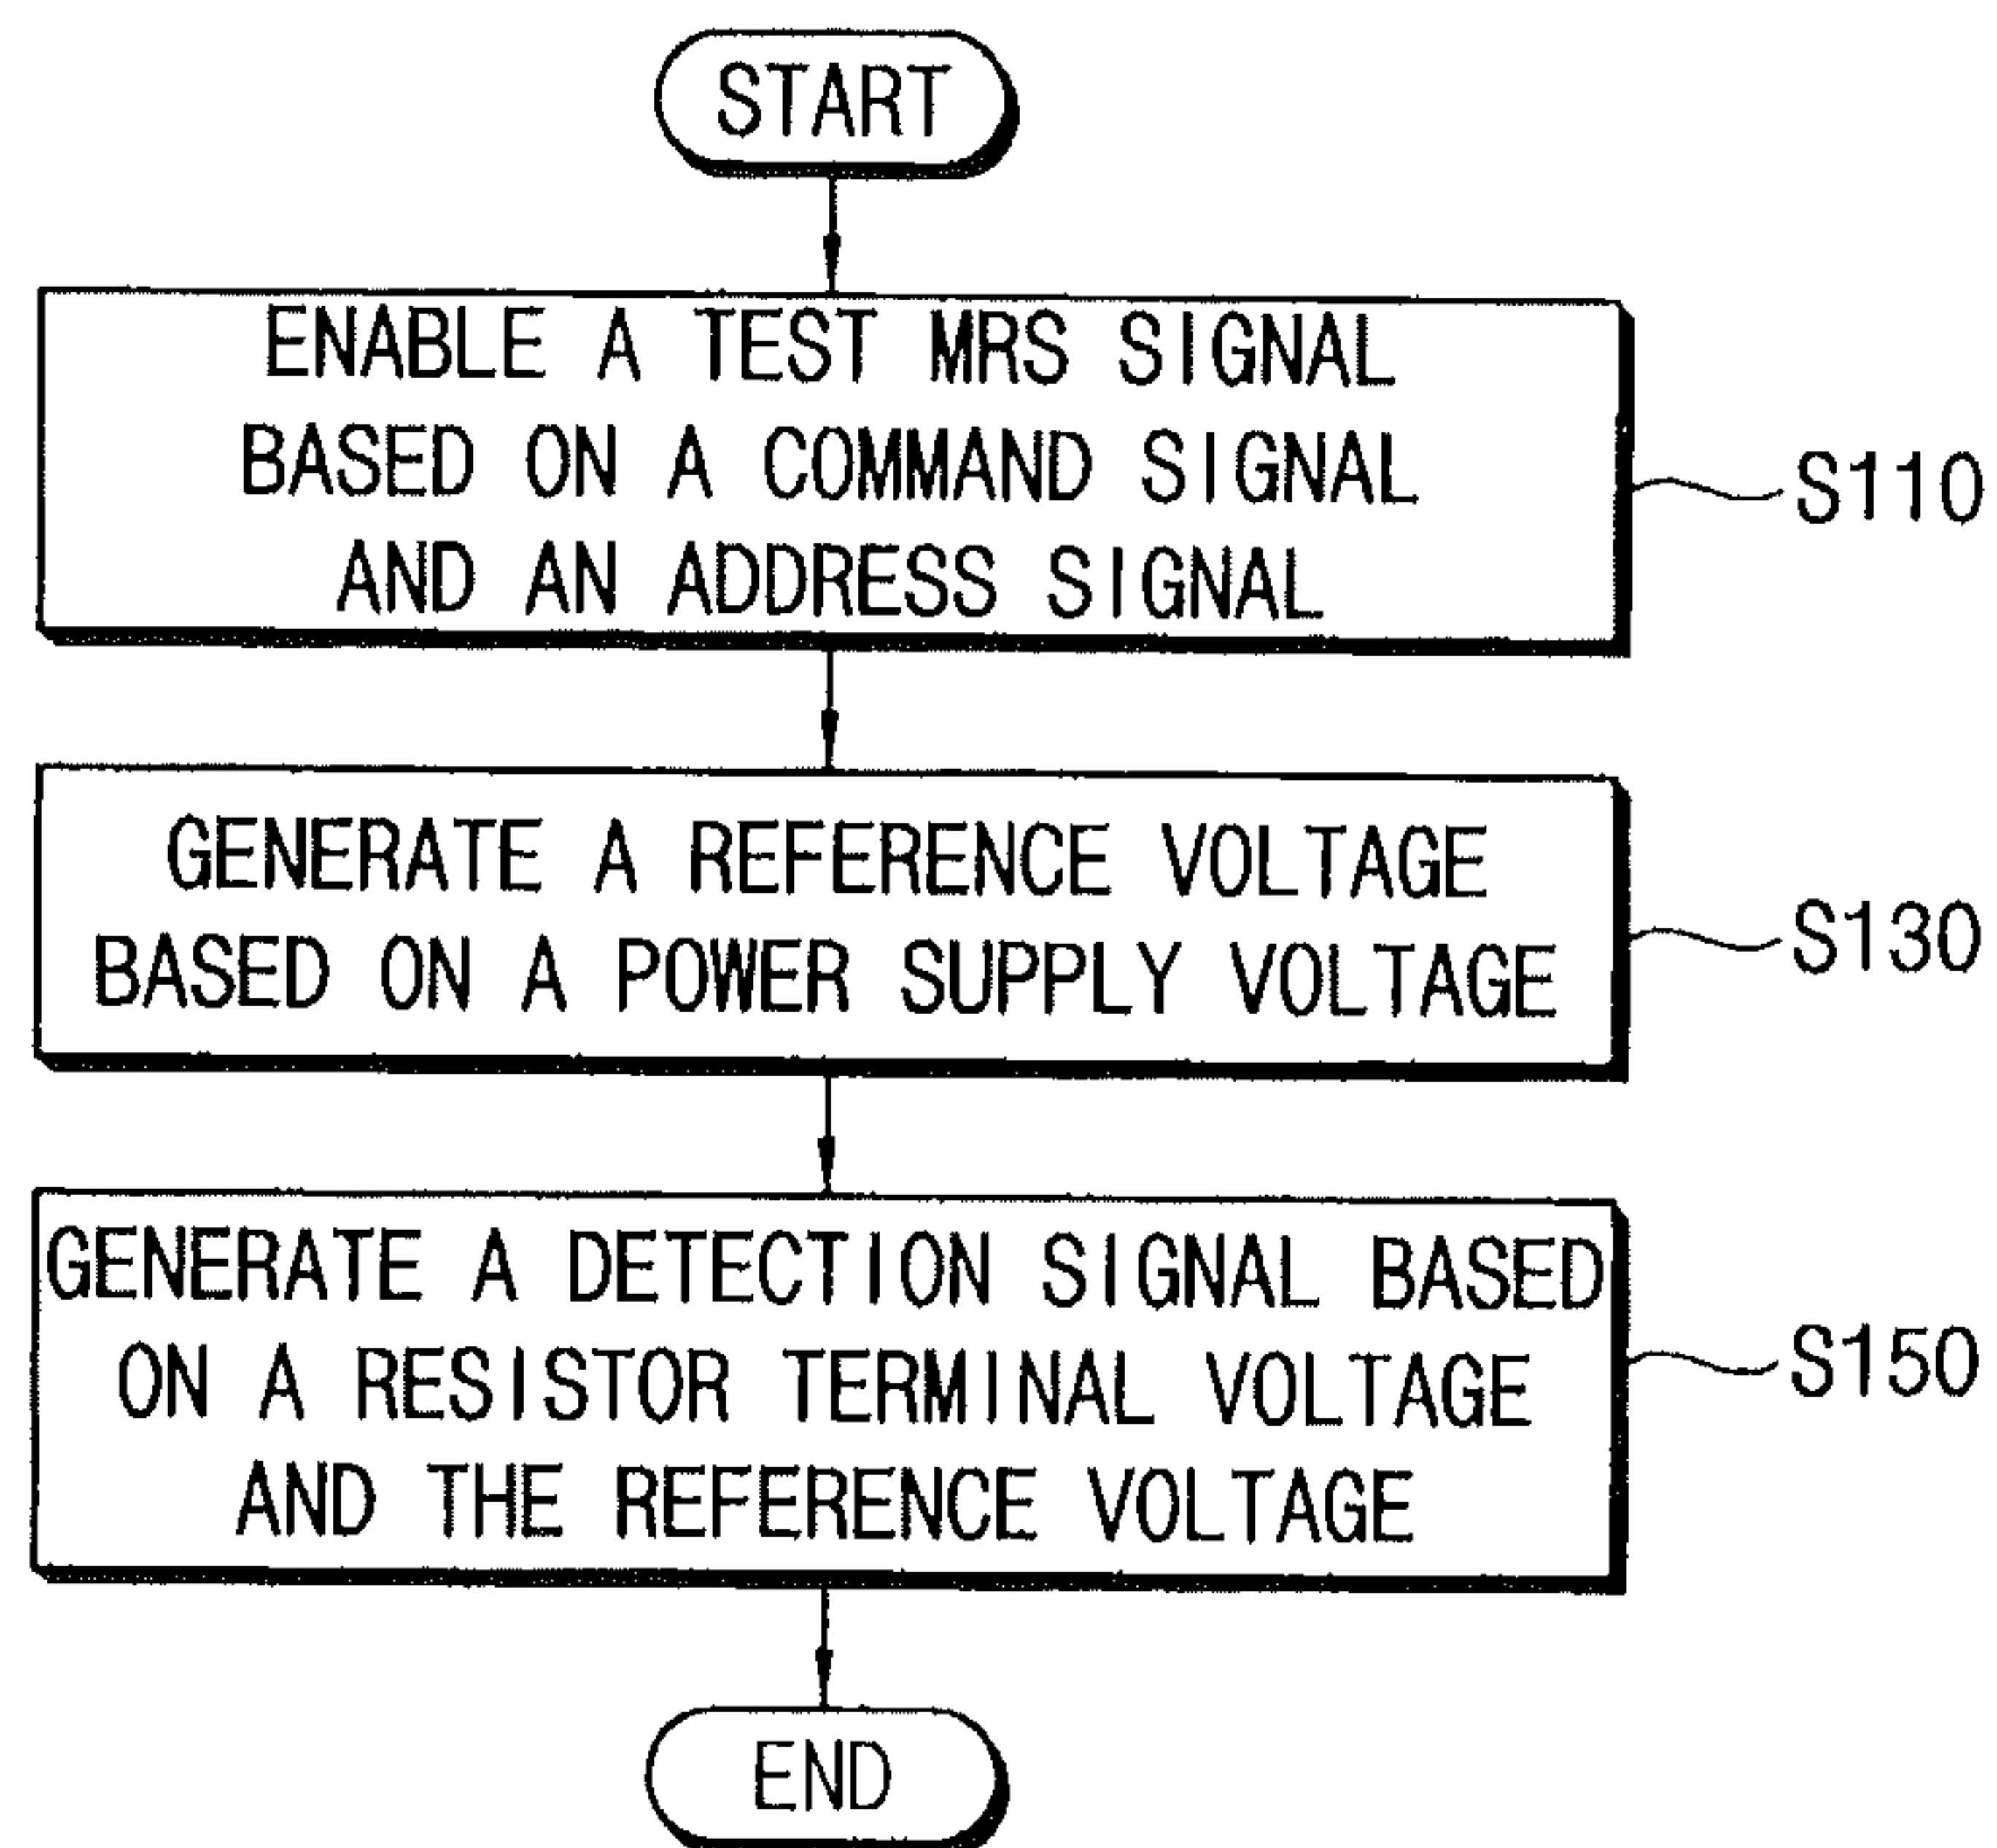 START
ENABLE A TEST MRS SIGNAL
BASED ON A COMMAND SIGNAL
AND AN ADDRESS SIGNAL
S110
GENERATE A REFERENCE VOLTAGE
BASED ON A POWER SUPPLY VOLTAGE
S130
GENERATE A DETECTION SIGNAL BASED
ON A RESISTOR TERMINAL VOLTAGE
AND THE REFERENCE VOLTAGE
S150
END